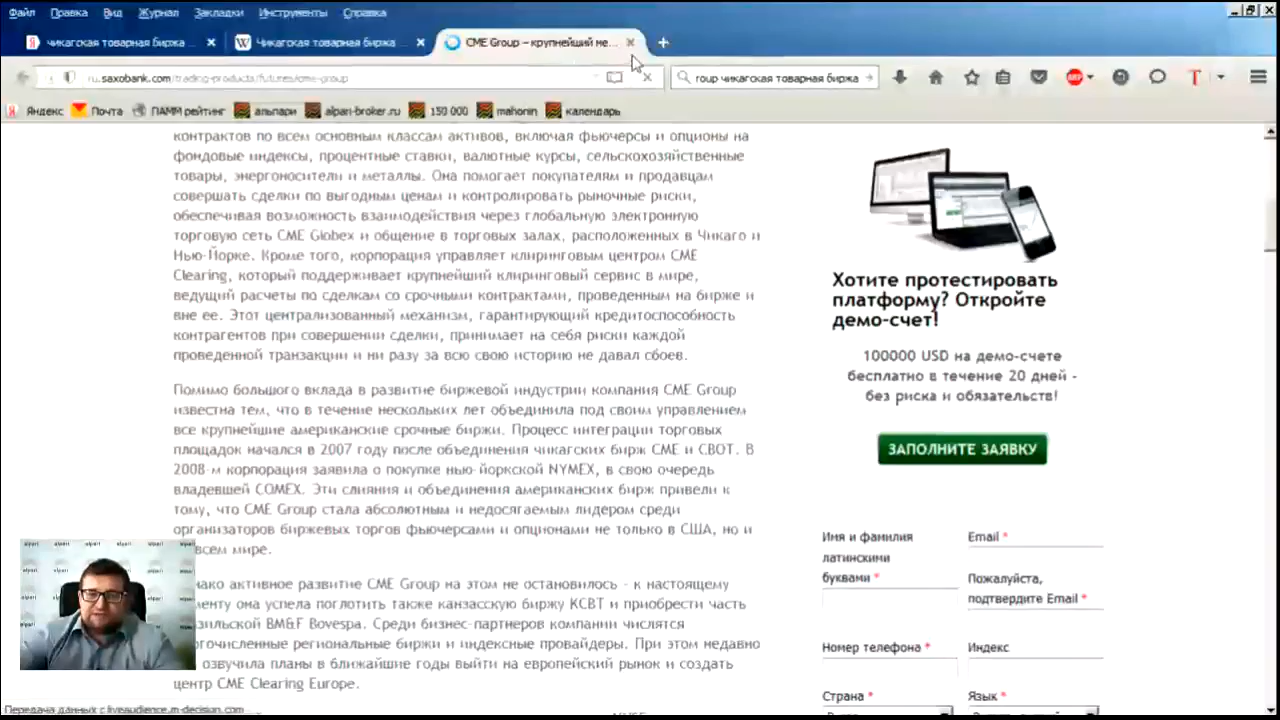 Файл Правка Вид Журнал Закладки Инструменты Справка
чикагская товарная биржа Чикагская товарная биржа CME Group – крупнейший не...
ru.saxobank.com/trading-products/futures/cme-group roup чикагская товарная биржа
Яндекс Почта ПАММ рейтинг альпари alpari-broker.ru 150 000 mahonin календарь
контрактов по всем основным классам активов, включая фьючерсы и опционы на
фондовые индексы, процентные ставки, валютные курсы, сельскохозяйственные
товары, энергоносители и металлы. Она помогает покупателям и продавцам
совершать сделки по выгодным ценам и контролировать рыночные риски,
обеспечивая возможность взаимодействия через глобальную электронную
торговую сеть CME Globex и общение в торговых залах, расположенных в Чикаго и
Нью-Йорке. Кроме того, корпорация управляет клиринговым центром CME
Clearing, который поддерживает крупнейший клиринговый сервис в мире,
ведущий расчеты по сделкам со срочными контрактами, проведенным на бирже и
вне ее. Этот централизованный механизм, гарантирующий кредитоспособность
контрагентов при совершении сделки, принимает на себя риски каждой
проведенной транзакции и ни разу за всю свою историю не давал сбоев.
Помимо большого вклада в развитие биржевой индустрии компания CME Group
известна тем, что в течение нескольких лет объединила под своим управлением
все крупнейшие американские срочные биржи. Процесс интеграции торговых
площадок начался в 2007 году после объединения чикагских бирж CME и CBOT. В
2008-м корпорация заявила о покупке нью-йоркской NYMEX, в свою очередь
владевшей COMEX. Эти слияния и объединения американских бирж привели к
тому, что CME Group стала абсолютным и недосягаемым лидером среди
организаторов биржевых торгов фьючерсами и опционами не только в США, но и
всем мире.
нако активное развитие CME Group на этом не остановилось - к настоящему
менту она успела поглотить также канзасскую биржу KCBT и приобрести часть
азильской BM&F Bovespa. Среди бизнес-партнеров компании числятся
огочисленные региональные биржи и индексные провайдеры. При этом недавно
озвучила планы в ближайшие годы выйти на европейский рынок и создать
центр CME Clearing Europe.
Хотите протестировать
платформу? Откройте
демо-счет!
100000 USD на демо-счете
бесплатно в течение 20 дней -
без риска и обязательств!
ЗАПОЛНИТЕ ЗАЯВКУ
Имя и фамилия
латинскими
буквами *
Email *
Пожалуйста,
подтвердите Email *
Номер телефона * Индекс
Страна * Язык *
Передача данных с liveaudience.m-decision.com
alpari